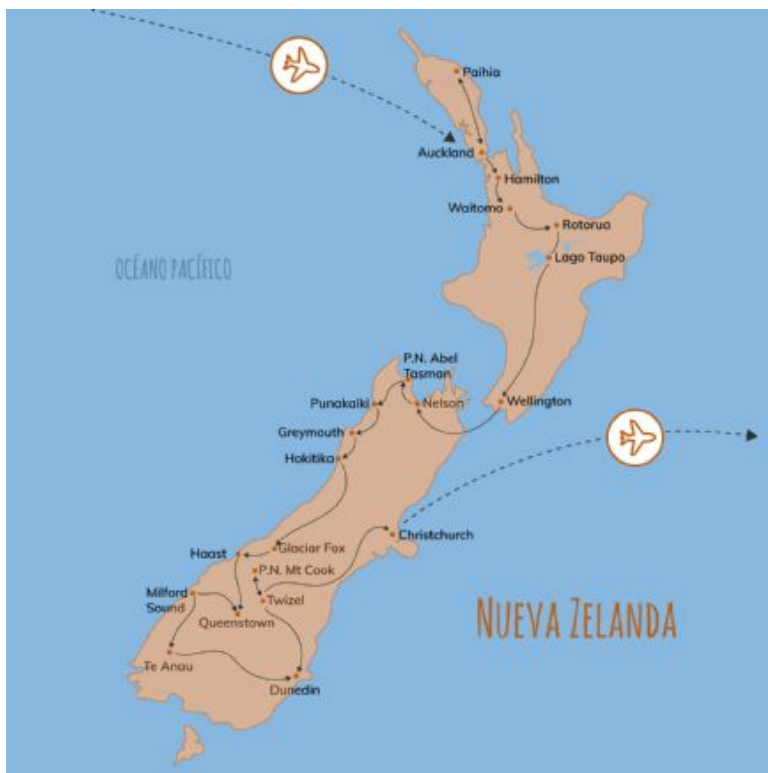 Paihia
Auckland
Hamilton
Waitomo
Rotorua
Lago Taupo
OCÉANO PACÍFICO
P.N. Abel
Tasman
Punakaiki
Nelson
Wellington
Greymouth
Hokitika
Christchurch
Haast
Glaciar Fox
P.N. Mt Cook
Milford
Sound
Twizel
Queenstown
NUEVA ZELANDA
Te Anau
Dunedin